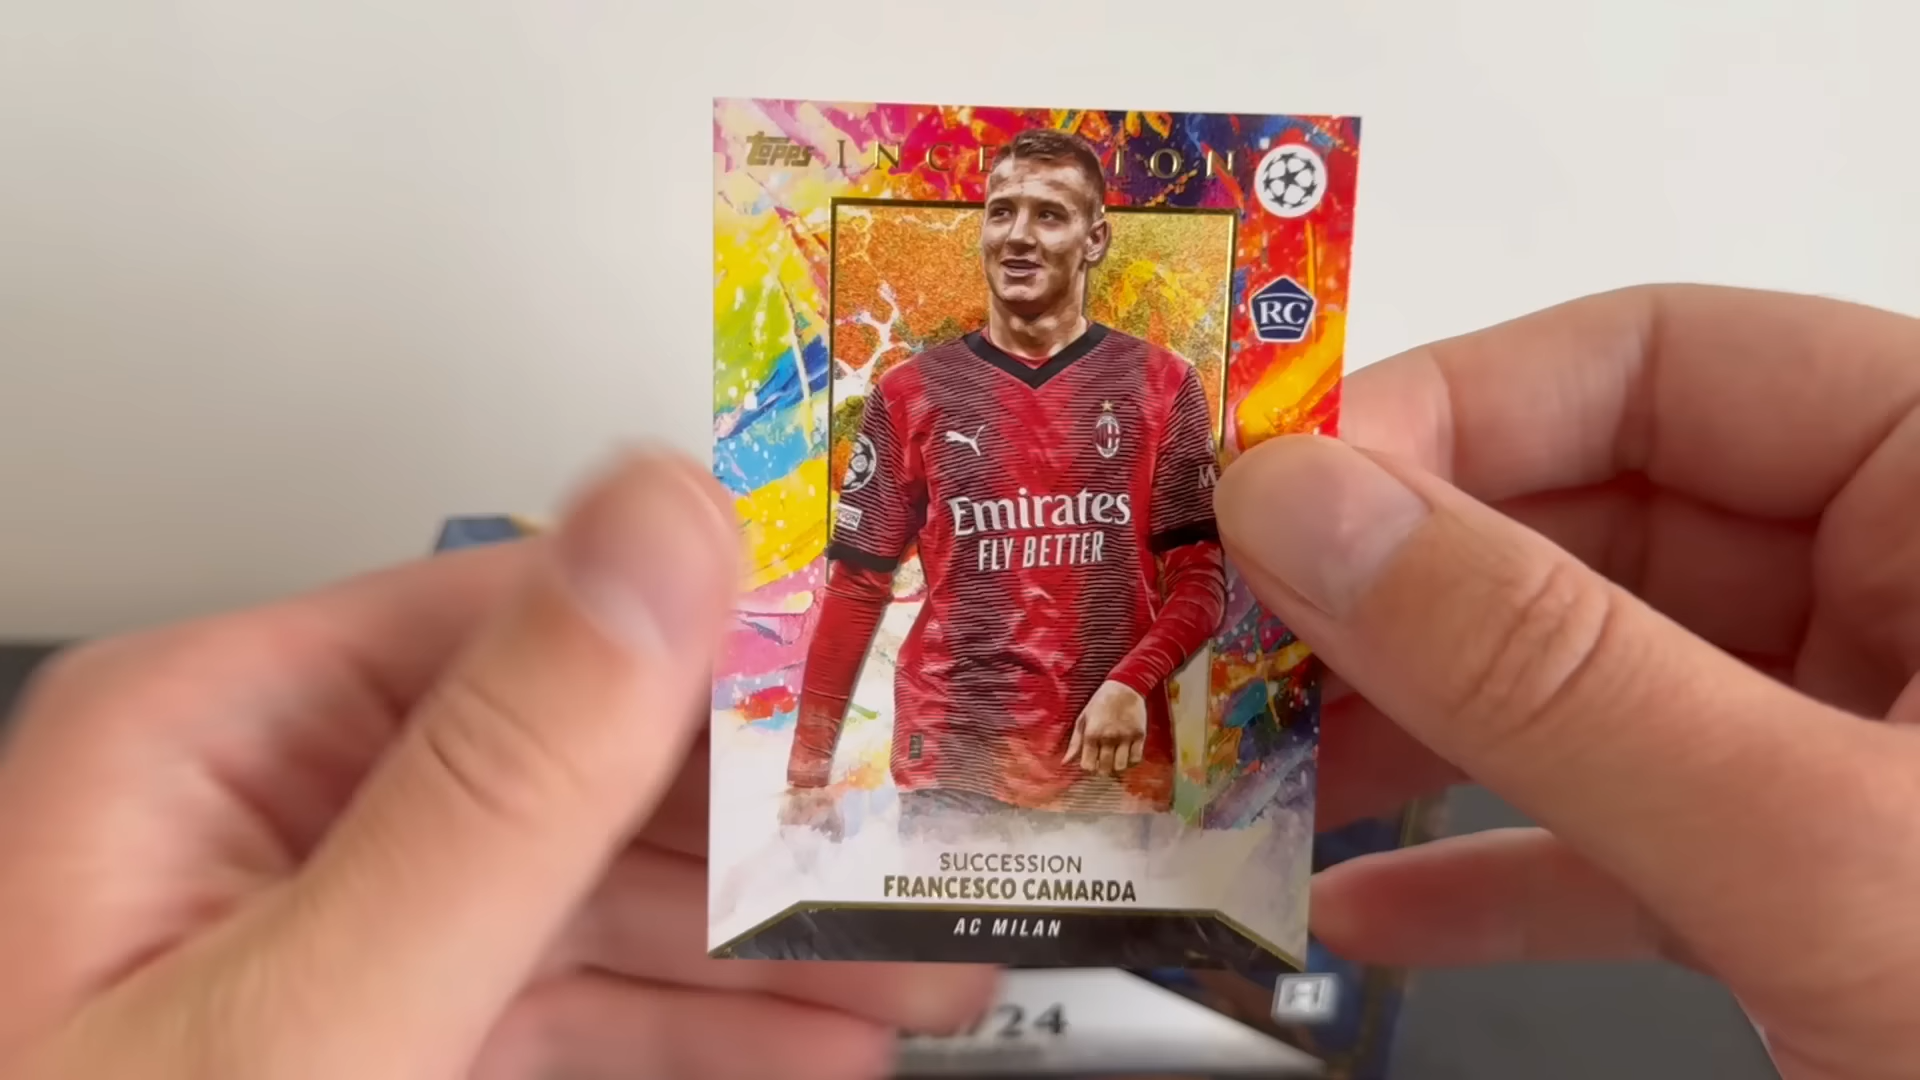 Topps INCEPTION
RC
Emirates
FLY BETTER
SUCCESSION
FRANCESCO CAMARDA
AC MILAN
/24